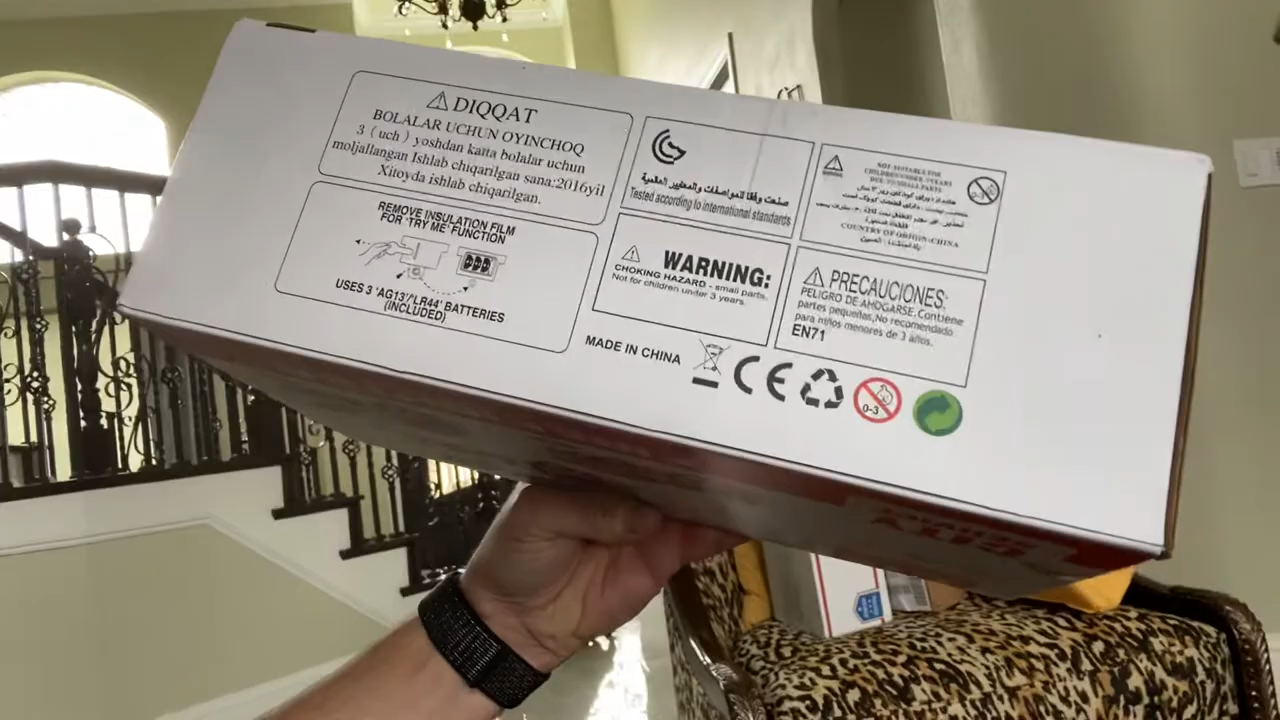 DIQQAT
BOLALAR UCHUN OYINCHOQ
3 ( uch ) yoshdan katta bolalar uchun
moljallangan Ishlab chiqarilgan sana:2016yil
Xitoyda ishlab chiqarilgan.
REMOVE INSULATION FILM
FOR 'TRY ME' FUNCTION
USES 3 'AG13'/'LR44' BATTERIES
(INCLUDED)
صنعت وفقا للمواصفات والمعايير العالمية
Tested according to international standards
WARNING:
CHOKING HAZARD - small parts.
Not for children under 3 years.
NOT SUITABLE FOR
CHILDREN UNDER 3 YEARS
DUE TO SMALL PARTS
COUNTRY OF ORIGIN:CHINA
PRECAUCIONES:
PELIGRO DE AHOGARSE. Contiene
partes pequeñas, No recomendado
para niños menores de 3 años.
EN71
MADE IN CHINA
CE
0-3